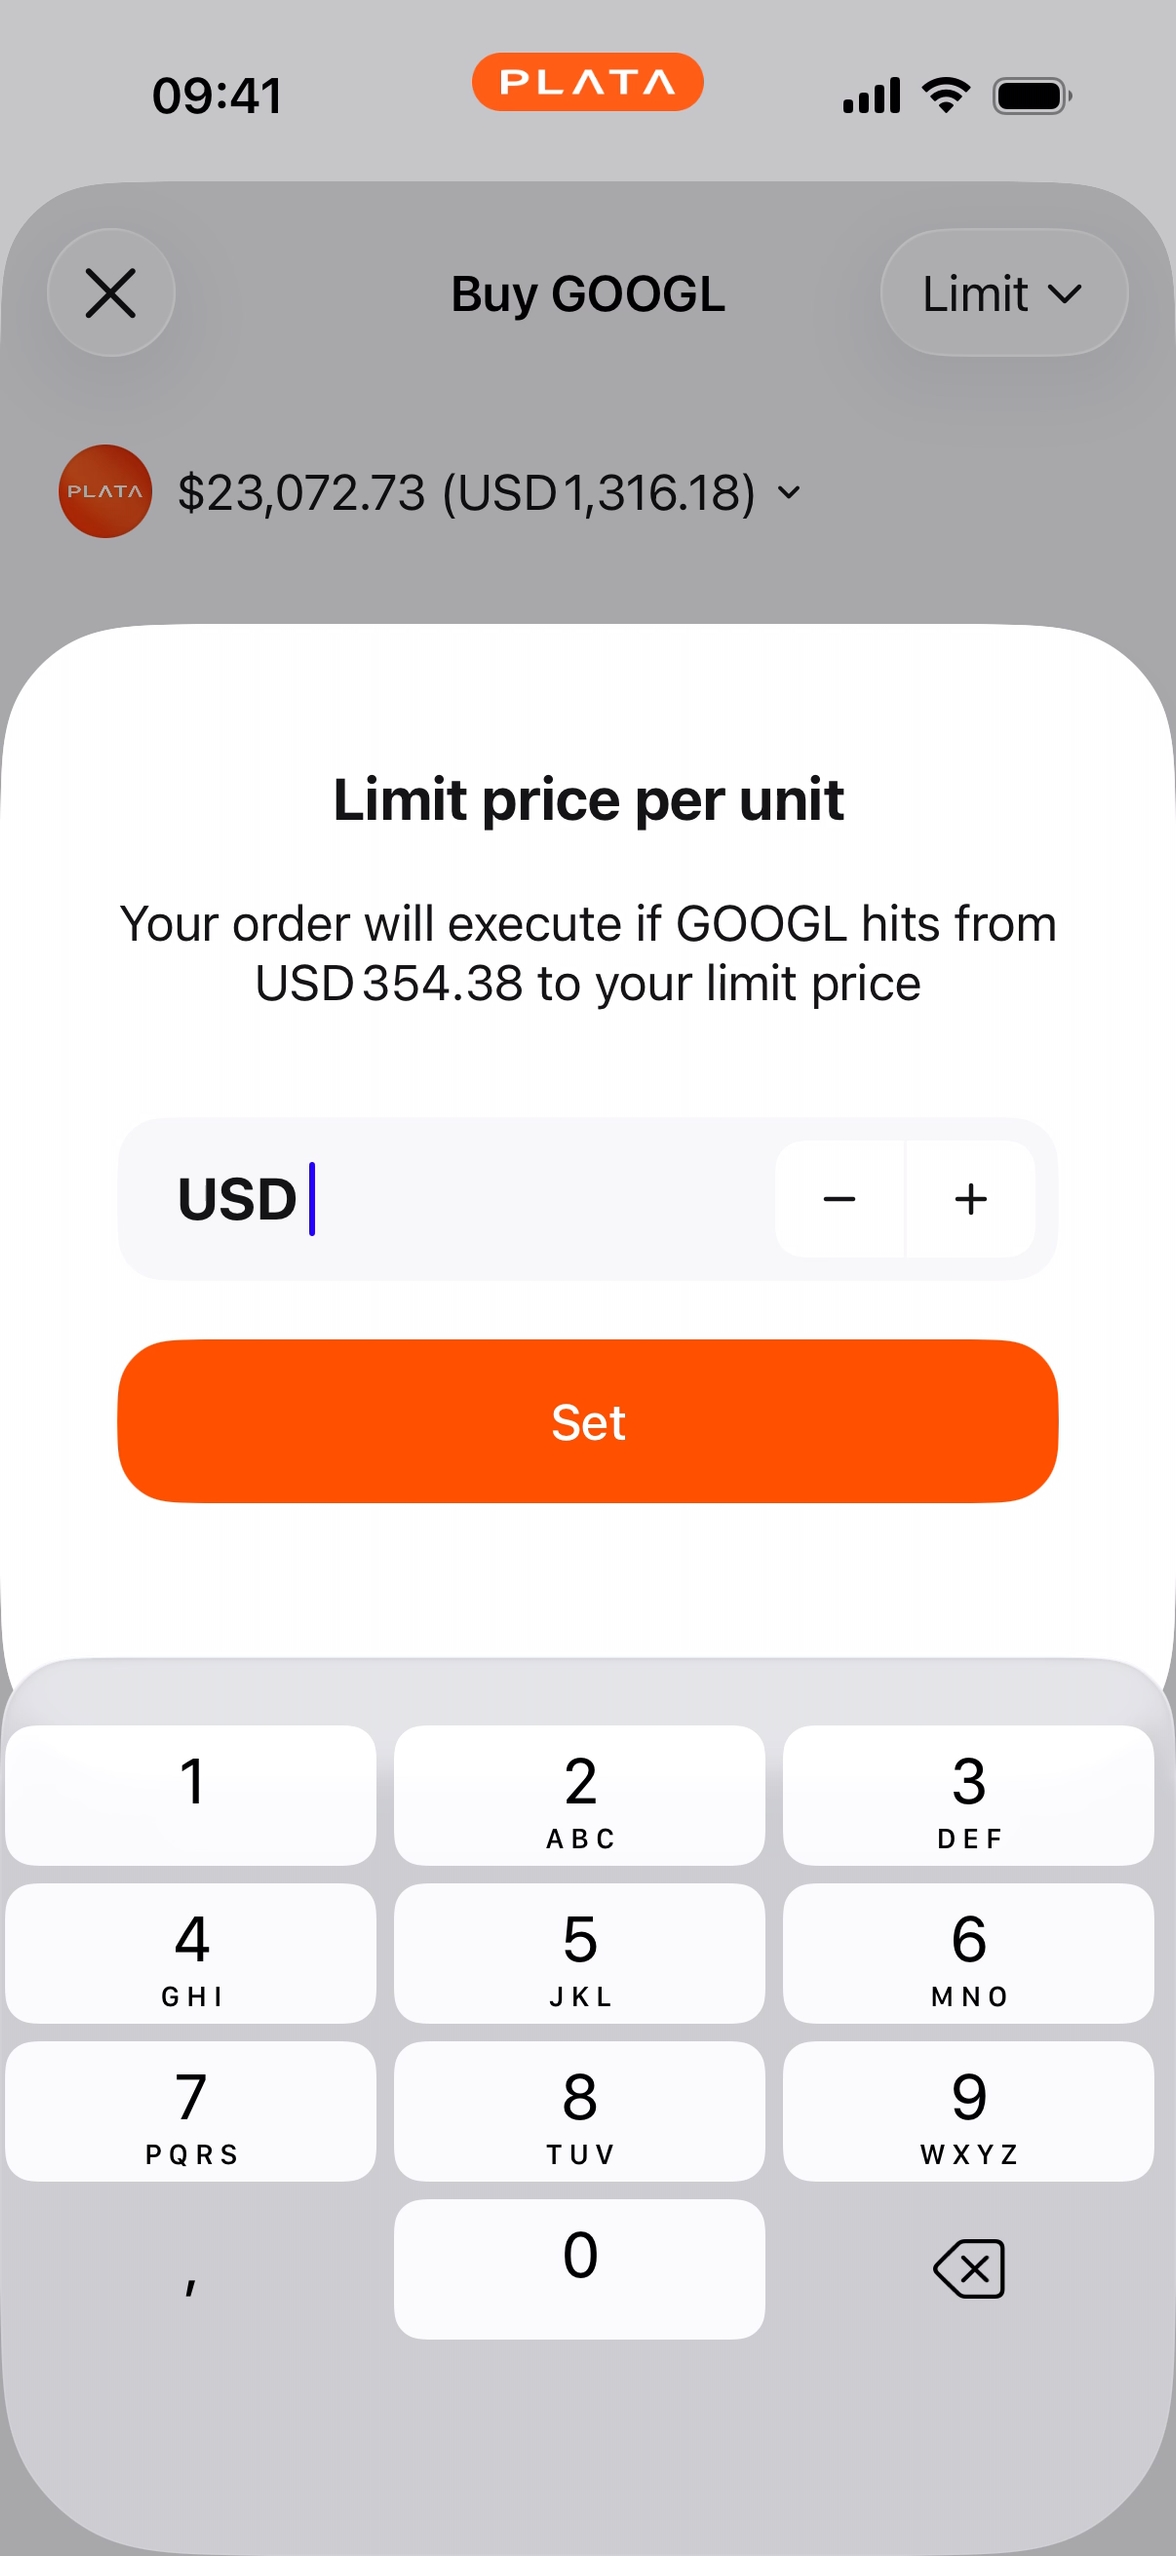 09:41
PLATA
Buy GOOGL
Limit
PLATA
$23,072.73 (USD 1,316.18)
Limit price per unit
Your order will execute if GOOGL hits from
USD 354.38 to your limit price
USD
− +
Set
1
2
ABC
3
DEF
4
GHI
5
JKL
6
MNO
7
PQRS
8
TUV
9
WXYZ
,
0